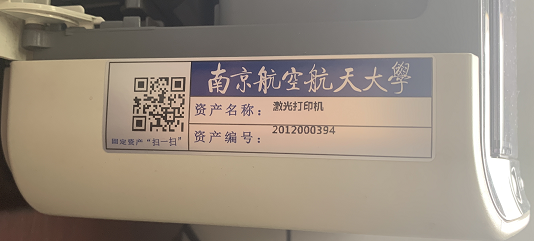 南京航空航天大學
资产名称：激光打印机
资产编号：2012000394
固定资产“扫一扫”